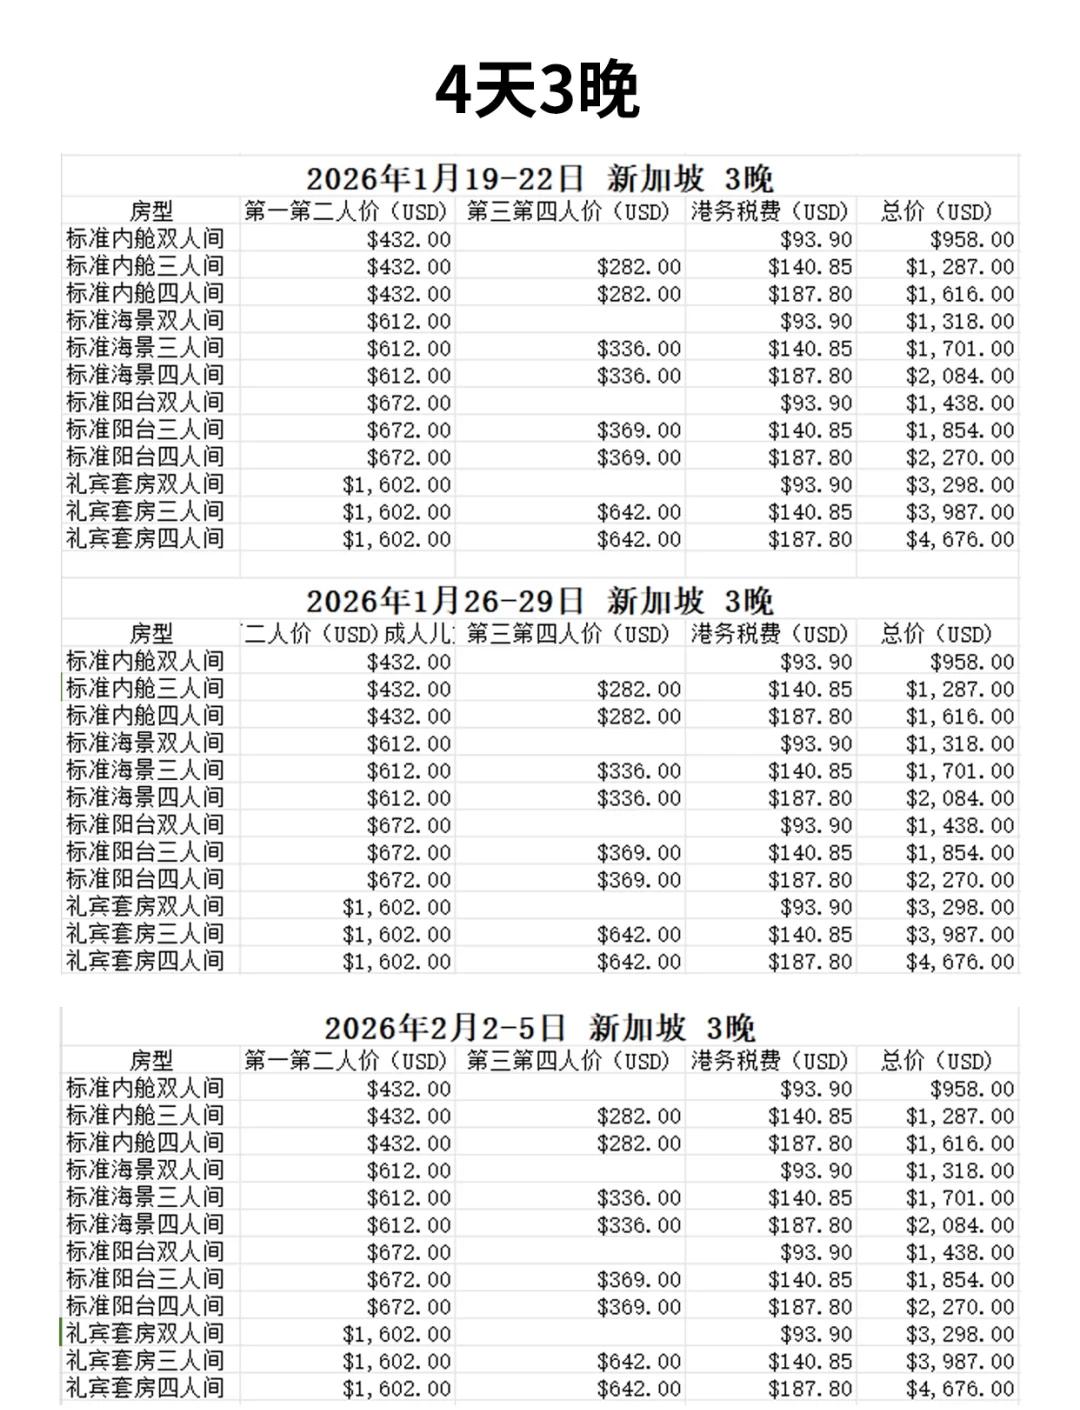 4天3晚
2026年1月19-22日 新加坡 3晚
房型 第一第二人价（USD） 第三第四人价（USD） 港务税费（USD） 总价（USD）
标准内舱双人间 $432.00 $93.90 $958.00
标准内舱三人间 $432.00 $282.00 $140.85 $1,287.00
标准内舱四人间 $432.00 $282.00 $187.80 $1,616.00
标准海景双人间 $612.00 $93.90 $1,318.00
标准海景三人间 $612.00 $336.00 $140.85 $1,701.00
标准海景四人间 $612.00 $336.00 $187.80 $2,084.00
标准阳台双人间 $672.00 $93.90 $1,438.00
标准阳台三人间 $672.00 $369.00 $140.85 $1,854.00
标准阳台四人间 $672.00 $369.00 $187.80 $2,270.00
礼宾套房双人间 $1,602.00 $93.90 $3,298.00
礼宾套房三人间 $1,602.00 $642.00 $140.85 $3,987.00
礼宾套房四人间 $1,602.00 $642.00 $187.80 $4,676.00
2026年1月26-29日 新加坡 3晚
房型 二人价（USD)成人儿 第三第四人价（USD） 港务税费（USD） 总价（USD）
标准内舱双人间 $432.00 $93.90 $958.00
标准内舱三人间 $432.00 $282.00 $140.85 $1,287.00
标准内舱四人间 $432.00 $282.00 $187.80 $1,616.00
标准海景双人间 $612.00 $93.90 $1,318.00
标准海景三人间 $612.00 $336.00 $140.85 $1,701.00
标准海景四人间 $612.00 $336.00 $187.80 $2,084.00
标准阳台双人间 $672.00 $93.90 $1,438.00
标准阳台三人间 $672.00 $369.00 $140.85 $1,854.00
标准阳台四人间 $672.00 $369.00 $187.80 $2,270.00
礼宾套房双人间 $1,602.00 $93.90 $3,298.00
礼宾套房三人间 $1,602.00 $642.00 $140.85 $3,987.00
礼宾套房四人间 $1,602.00 $642.00 $187.80 $4,676.00
2026年2月2-5日 新加坡 3晚
房型 第一第二人价（USD） 第三第四人价（USD） 港务税费（USD） 总价（USD）
标准内舱双人间 $432.00 $93.90 $958.00
标准内舱三人间 $432.00 $282.00 $140.85 $1,287.00
标准内舱四人间 $432.00 $282.00 $187.80 $1,616.00
标准海景双人间 $612.00 $93.90 $1,318.00
标准海景三人间 $612.00 $336.00 $140.85 $1,701.00
标准海景四人间 $612.00 $336.00 $187.80 $2,084.00
标准阳台双人间 $672.00 $93.90 $1,438.00
标准阳台三人间 $672.00 $369.00 $140.85 $1,854.00
标准阳台四人间 $672.00 $369.00 $187.80 $2,270.00
礼宾套房双人间 $1,602.00 $93.90 $3,298.00
礼宾套房三人间 $1,602.00 $642.00 $140.85 $3,987.00
礼宾套房四人间 $1,602.00 $642.00 $187.80 $4,676.00